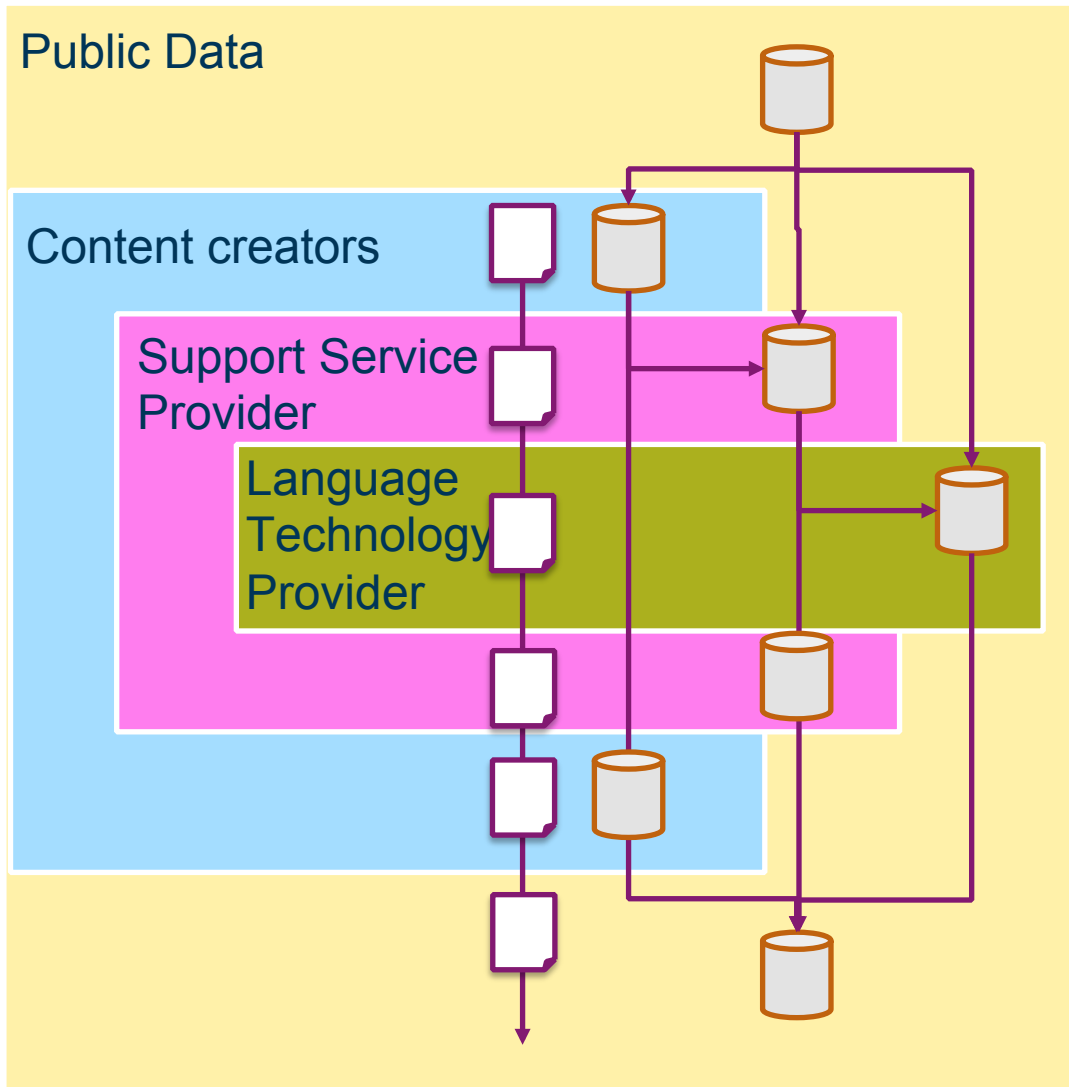 Public Data
Content creators
Support Service
Provider
Language
Technology
Provider